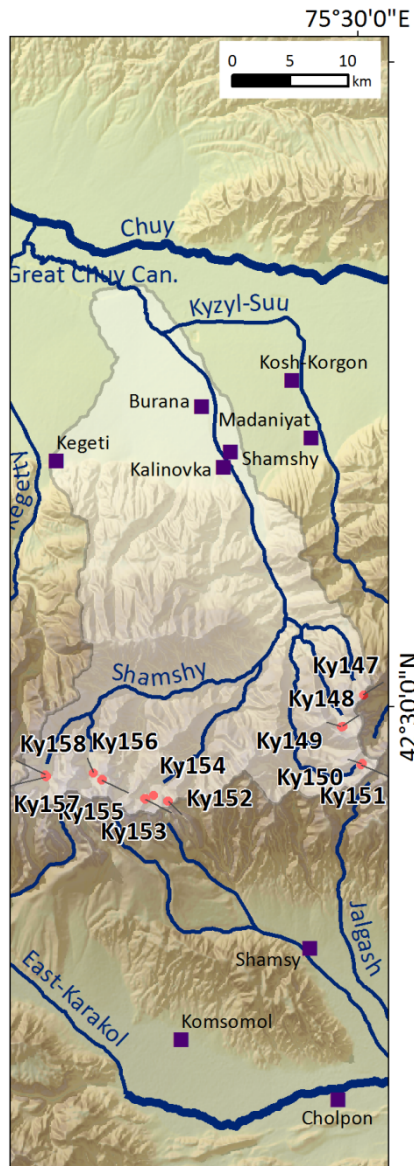 75°30'0"E
0 5 10
km
Chuy
Great Chuy Can.
Kyzyl-Suu
Kosh-Korgon
Burana
Madaniyat
Kegeti
Shamshy
Kalinovka
Kegetty
Shamshy
Ky147
Ky148
42°30'0"N
Ky149
Ky158
Ky156
Ky154
Ky150
Ky151
Ky157
Ky155
Ky152
Ky153
Jalgash
Shamsy
East-Karakol
Komsomol
Cholpon